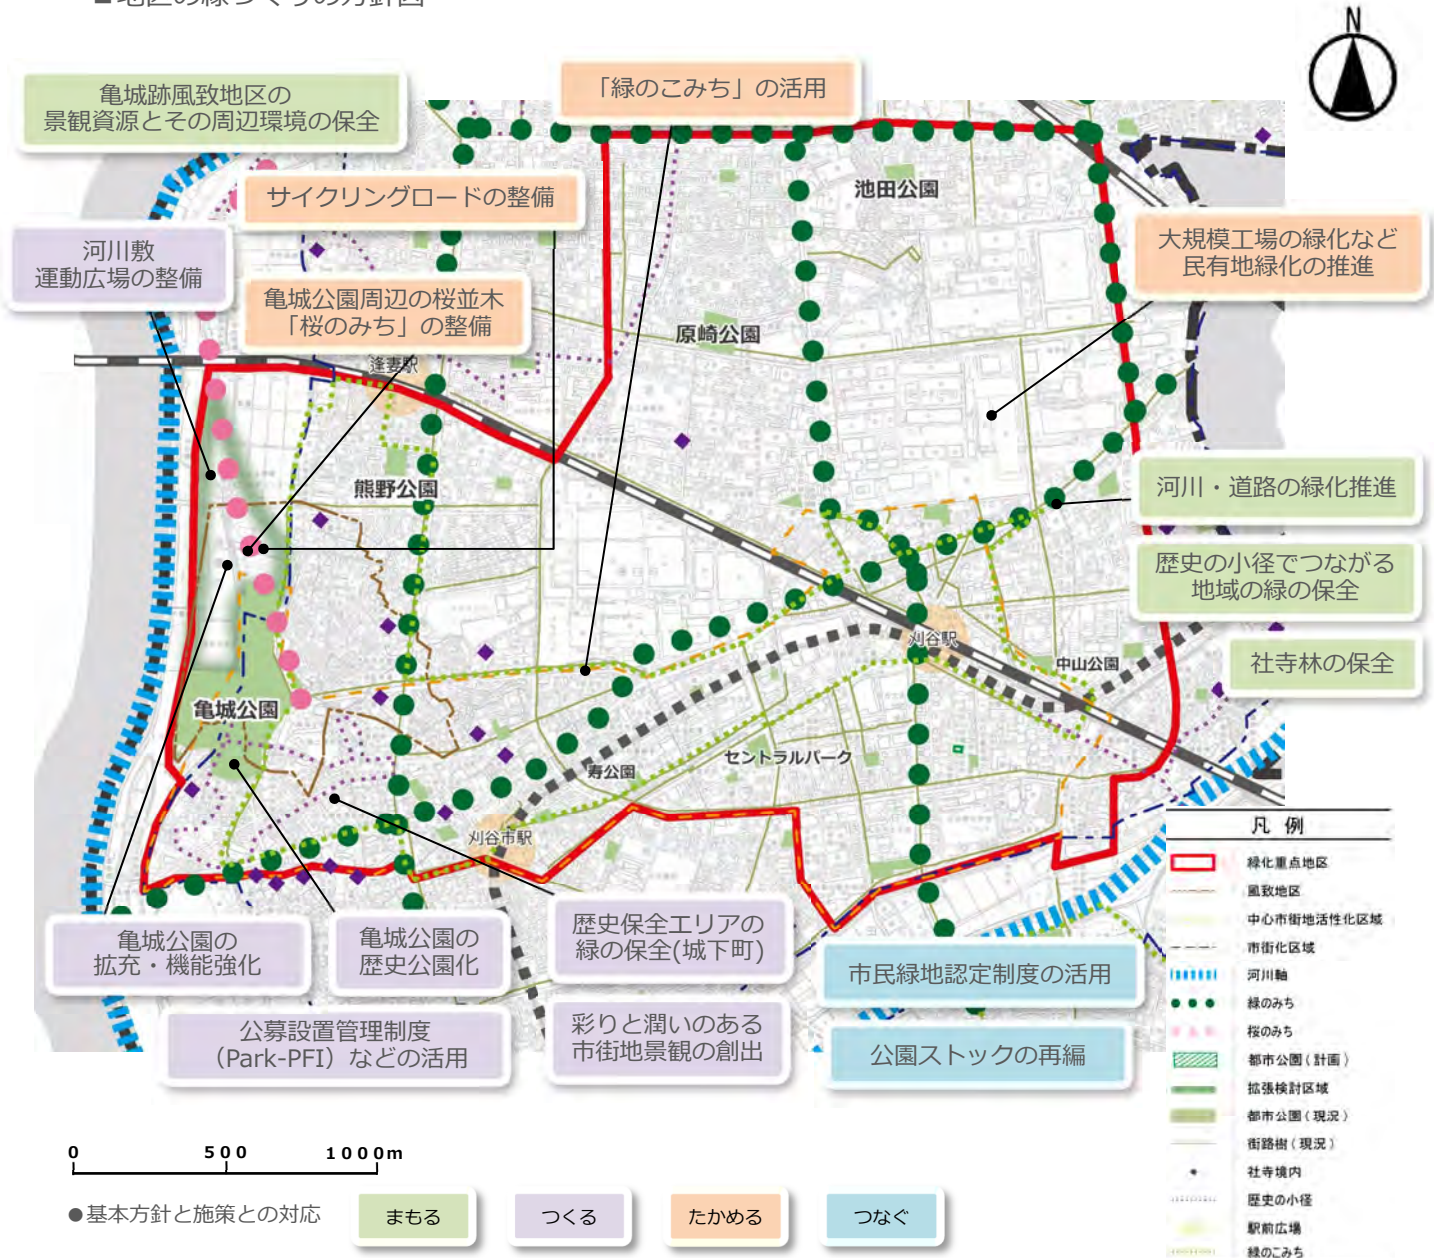 ■地区の緑づくりの方針図
N
亀城跡風致地区の
景観資源とその周辺環境の保全
「緑のこみち」の活用
サイクリングロードの整備
池田公園
大規模工場の緑化など
民有地緑化の推進
河川敷
運動広場の整備
亀城公園周辺の桜並木
「桜のみち」の整備
原崎公園
逢妻駅
熊野公園
河川・道路の緑化推進
歴史の小径でつながる
地域の緑の保全
刈谷駅
中山公園
社寺林の保全
亀城公園
セントラルパーク
寿公園
刈谷市駅
凡 例
緑化重点地区
風致地区
中心市街地活性化区域
市街化区域
河川軸
緑のみち
桜のみち
都市公園(計画)
拡張検討区域
都市公園(現況)
街路樹(現況)
社寺境内
歴史の小径
駅前広場
緑のこみち
亀城公園の
拡充・機能強化
亀城公園の
歴史公園化
歴史保全エリアの
緑の保全(城下町)
市民緑地認定制度の活用
公募設置管理制度
(Park-PFI)などの活用
彩りと潤いのある
市街地景観の創出
公園ストックの再編
0 500 1000m
●基本方針と施策との対応
まもる
つくる
たかめる
つなぐ